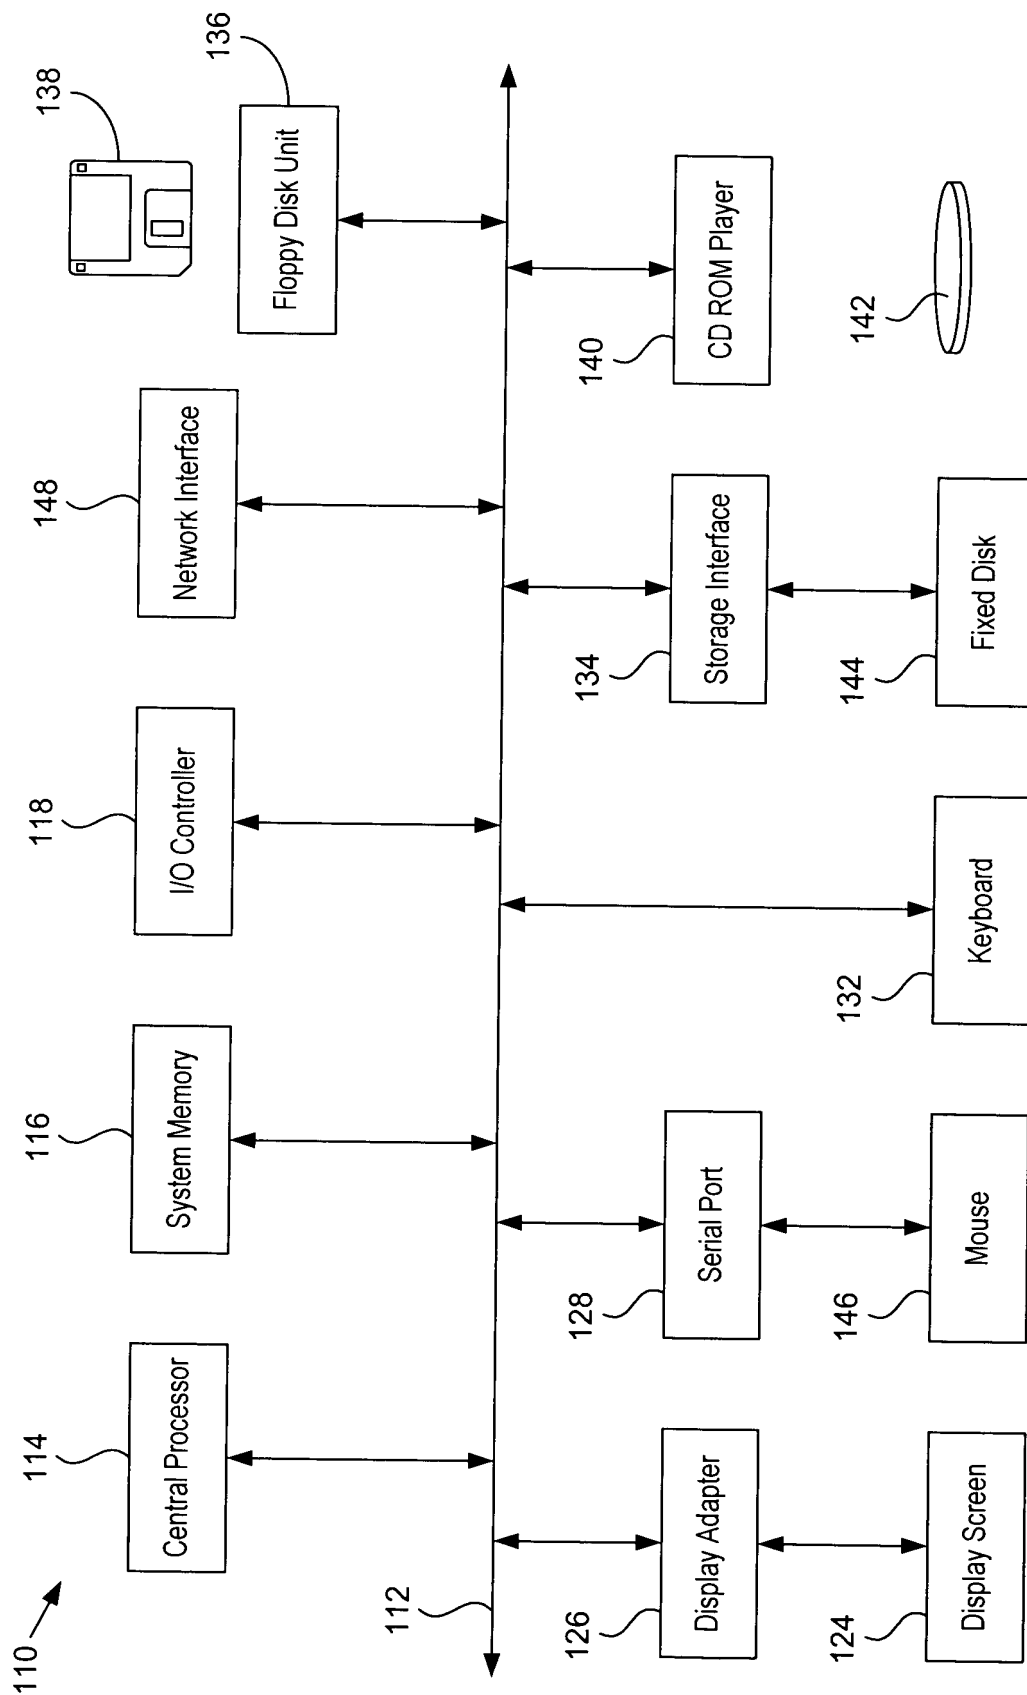 110
114
Central Processor
116
System Memory
118
I/O Controller
148
Network Interface
138
136
Floppy Disk Unit
112
126
Display Adapter
128
Serial Port
134
Storage Interface
140
CD ROM Player
124
Display Screen
146
Mouse
132
Keyboard
144
Fixed Disk
142